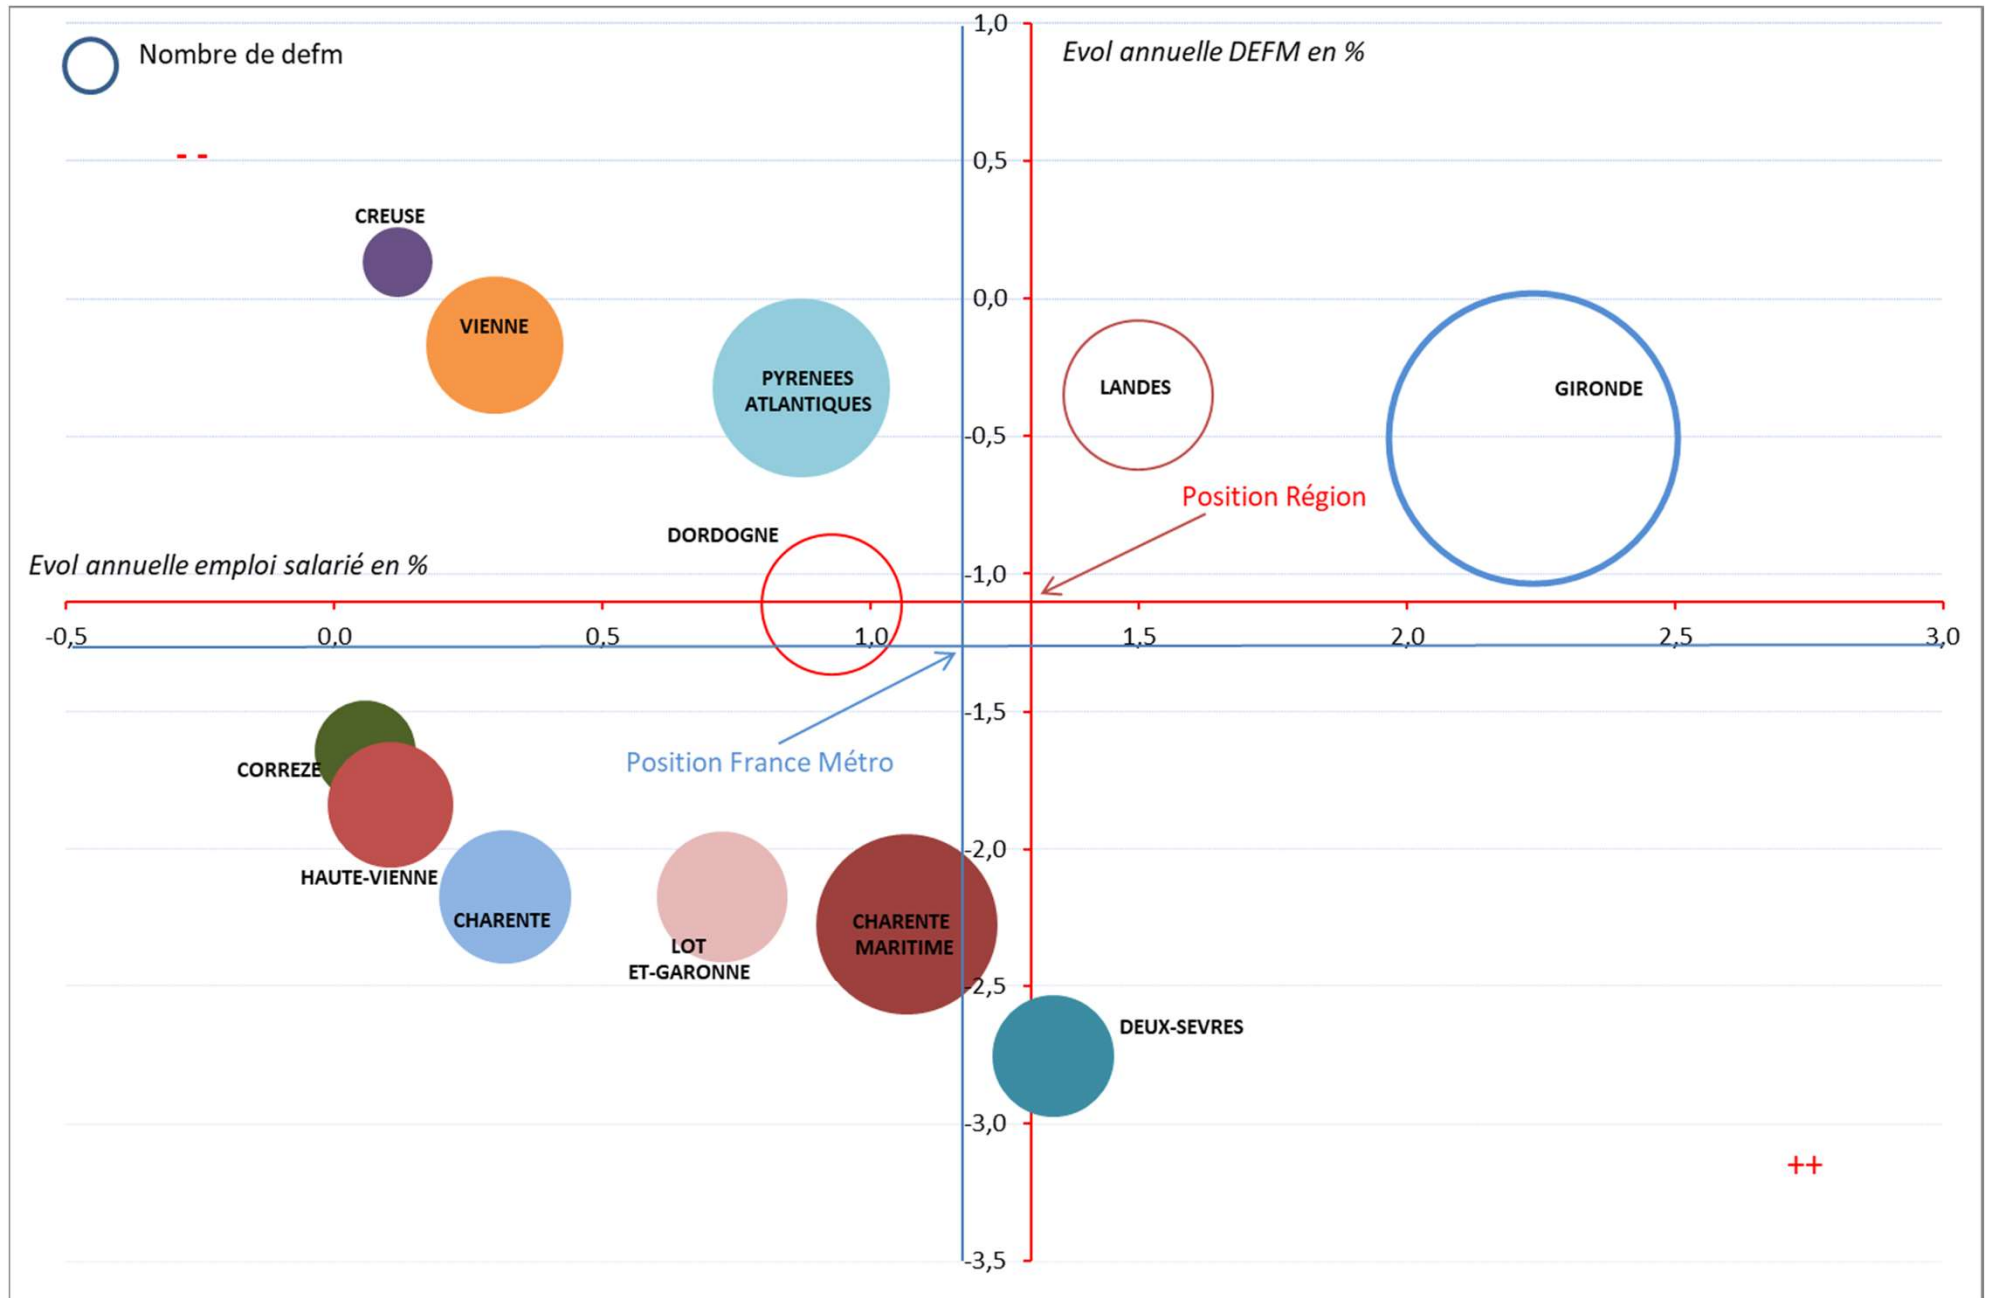 Nombre de defm
Evol annuelle DEFM en %
1,0
- -
0,5
CREUSE
0,0
VIENNE
PYRENEES
ATLANTIQUES
LANDES
GIRONDE
-0,5
Position Région
DORDOGNE
Evol annuelle emploi salarié en %
-1,0
-0,5
0,0
0,5
1,0
1,5
2,0
2,5
3,0
-1,5
Position France Métro
CORREZE
-2,0
HAUTE-VIENNE
CHARENTE
CHARENTE
MARITIME
LOT
ET-GARONNE
-2,5
DEUX-SEVRES
-3,0
++
-3,5